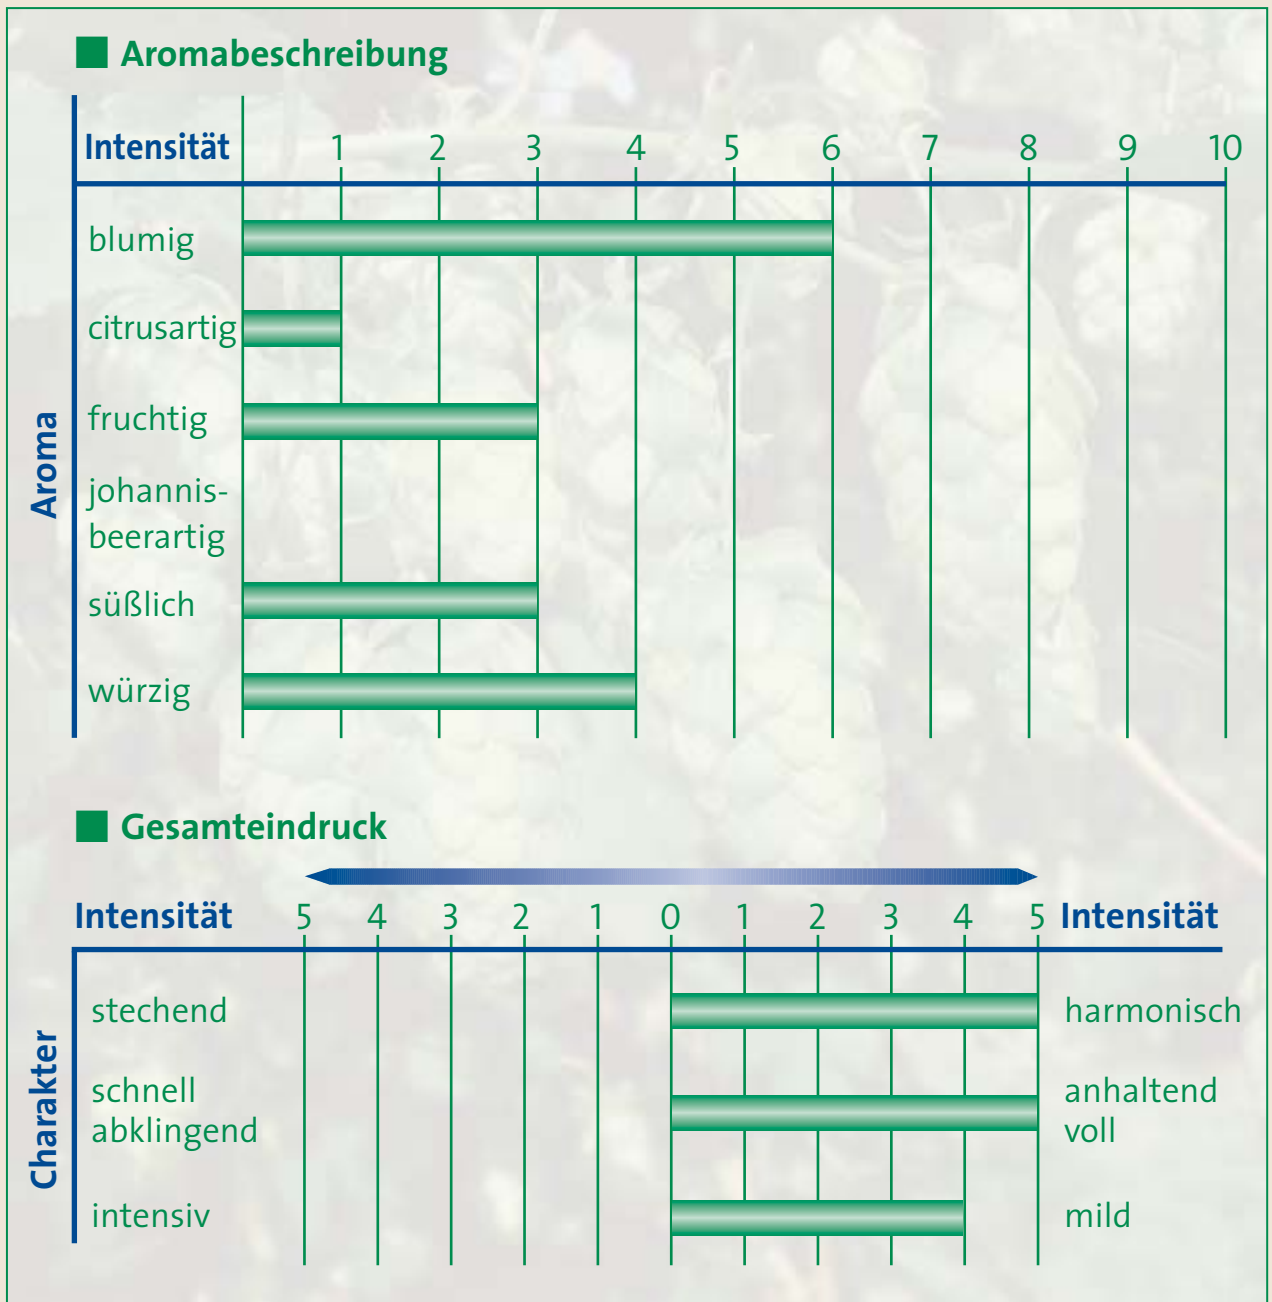 Aromabeschreibung
Intensität 1 2 3 4 5 6 7 8 9 10
Aroma
blumig
citrusartig
fruchtig
johannis-
beerartig
süßlich
würzig
Gesamteindruck
Intensität 5 4 3 2 1 0 1 2 3 4 5 Intensität
Charakter
stechend harmonisch
schnell anhaltend
abklingend voll
intensiv mild